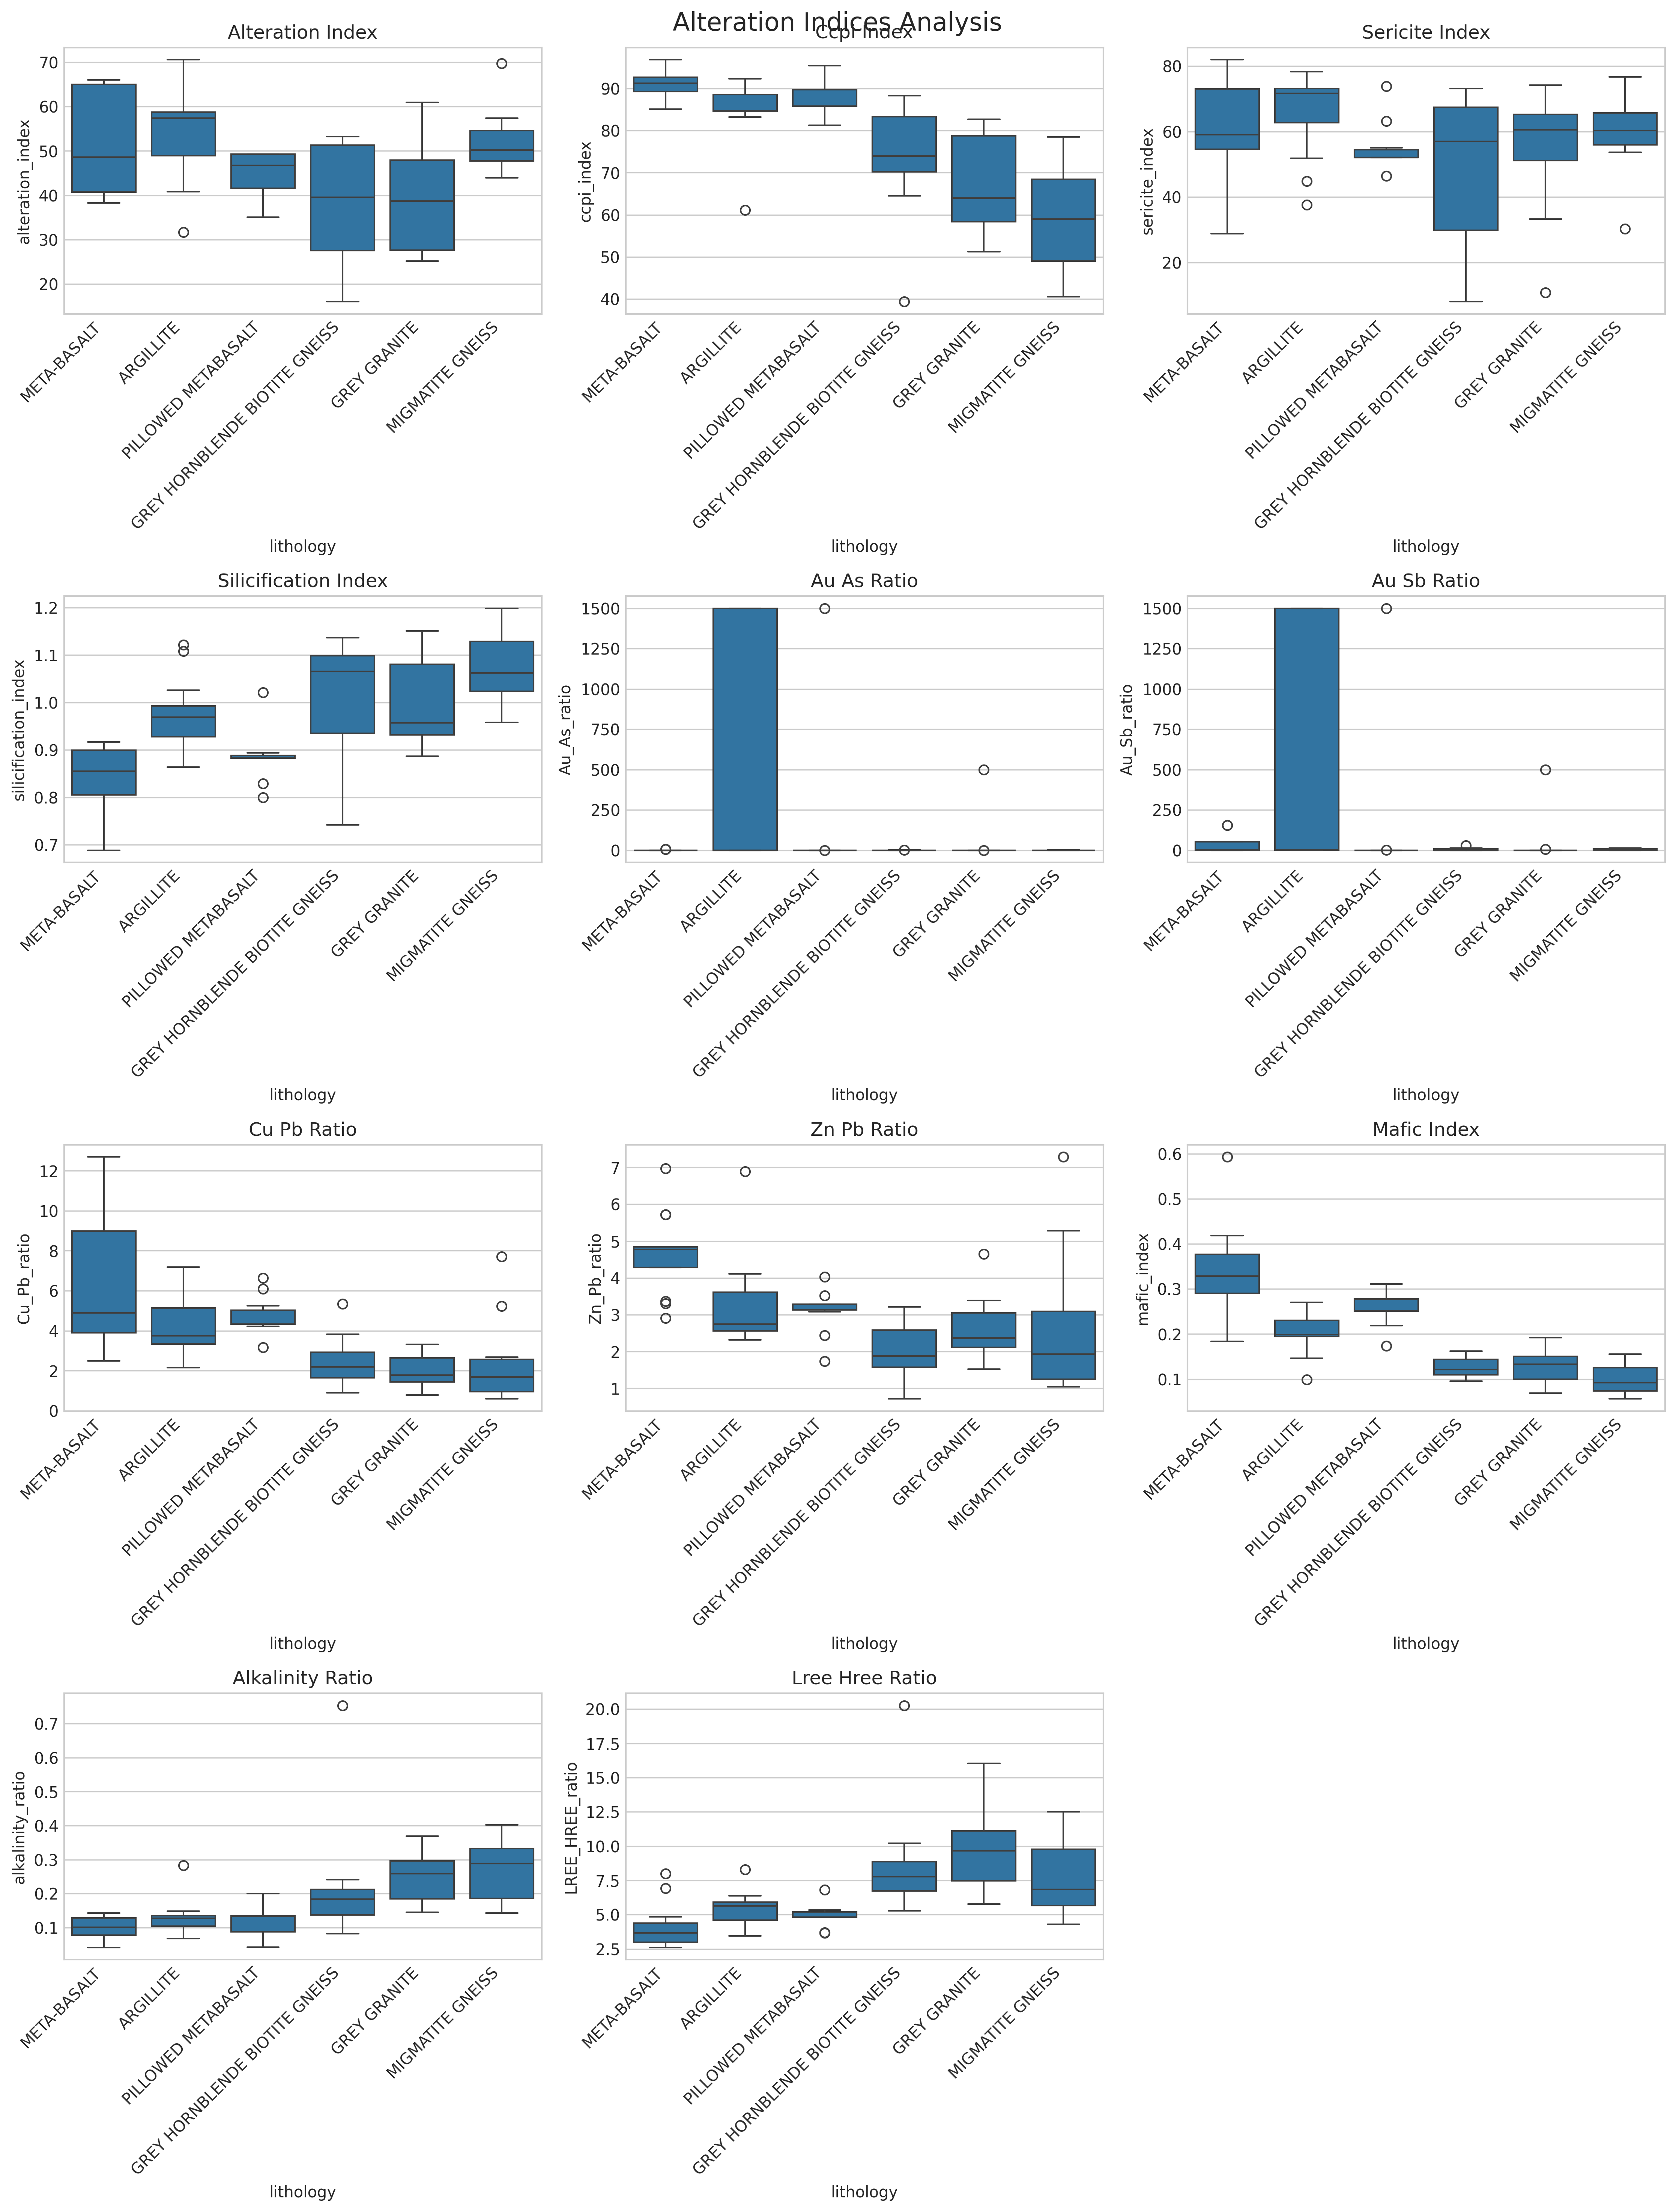 Alteration Indices Analysis
Alteration Index
alteration_index
70
60
50
40
30
20
META-BASALT
ARGILLITE
PILLOWED METABASALT
GREY HORNBLENDE BIOTITE GNEISS
GREY GRANITE
MIGMATITE GNEISS
lithology
Ccpi Index
ccpi_index
90
80
70
60
50
40
META-BASALT
ARGILLITE
PILLOWED METABASALT
GREY HORNBLENDE BIOTITE GNEISS
GREY GRANITE
MIGMATITE GNEISS
lithology
Sericite Index
sericite_index
80
60
40
20
META-BASALT
ARGILLITE
PILLOWED METABASALT
GREY HORNBLENDE BIOTITE GNEISS
GREY GRANITE
MIGMATITE GNEISS
lithology
Silicification Index
silicification_index
1.2
1.1
1.0
0.9
0.8
0.7
META-BASALT
ARGILLITE
PILLOWED METABASALT
GREY HORNBLENDE BIOTITE GNEISS
GREY GRANITE
MIGMATITE GNEISS
lithology
Au As Ratio
Au_As_ratio
1500
1250
1000
750
500
250
0
META-BASALT
ARGILLITE
PILLOWED METABASALT
GREY HORNBLENDE BIOTITE GNEISS
GREY GRANITE
MIGMATITE GNEISS
lithology
Au Sb Ratio
Au_Sb_ratio
1500
1250
1000
750
500
250
0
META-BASALT
ARGILLITE
PILLOWED METABASALT
GREY HORNBLENDE BIOTITE GNEISS
GREY GRANITE
MIGMATITE GNEISS
lithology
Cu Pb Ratio
Cu_Pb_ratio
12
10
8
6
4
2
0
META-BASALT
ARGILLITE
PILLOWED METABASALT
GREY HORNBLENDE BIOTITE GNEISS
GREY GRANITE
MIGMATITE GNEISS
lithology
Zn Pb Ratio
Zn_Pb_ratio
7
6
5
4
3
2
1
META-BASALT
ARGILLITE
PILLOWED METABASALT
GREY HORNBLENDE BIOTITE GNEISS
GREY GRANITE
MIGMATITE GNEISS
lithology
Mafic Index
mafic_index
0.6
0.5
0.4
0.3
0.2
0.1
META-BASALT
ARGILLITE
PILLOWED METABASALT
GREY HORNBLENDE BIOTITE GNEISS
GREY GRANITE
MIGMATITE GNEISS
lithology
Alkalinity Ratio
alkalinity_ratio
0.7
0.6
0.5
0.4
0.3
0.2
0.1
META-BASALT
ARGILLITE
PILLOWED METABASALT
GREY HORNBLENDE BIOTITE GNEISS
GREY GRANITE
MIGMATITE GNEISS
lithology
Lree Hree Ratio
LREE_HREE_ratio
20.0
17.5
15.0
12.5
10.0
7.5
5.0
2.5
META-BASALT
ARGILLITE
PILLOWED METABASALT
GREY HORNBLENDE BIOTITE GNEISS
GREY GRANITE
MIGMATITE GNEISS
lithology